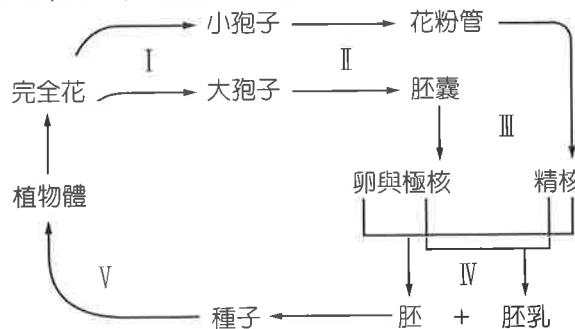 小孢子 花粉管
Ⅰ Ⅱ
完全花 大孢子 胚囊
Ⅲ
植物體 卵與極核 精核
Ⅴ Ⅳ
種子 胚 + 胚乳